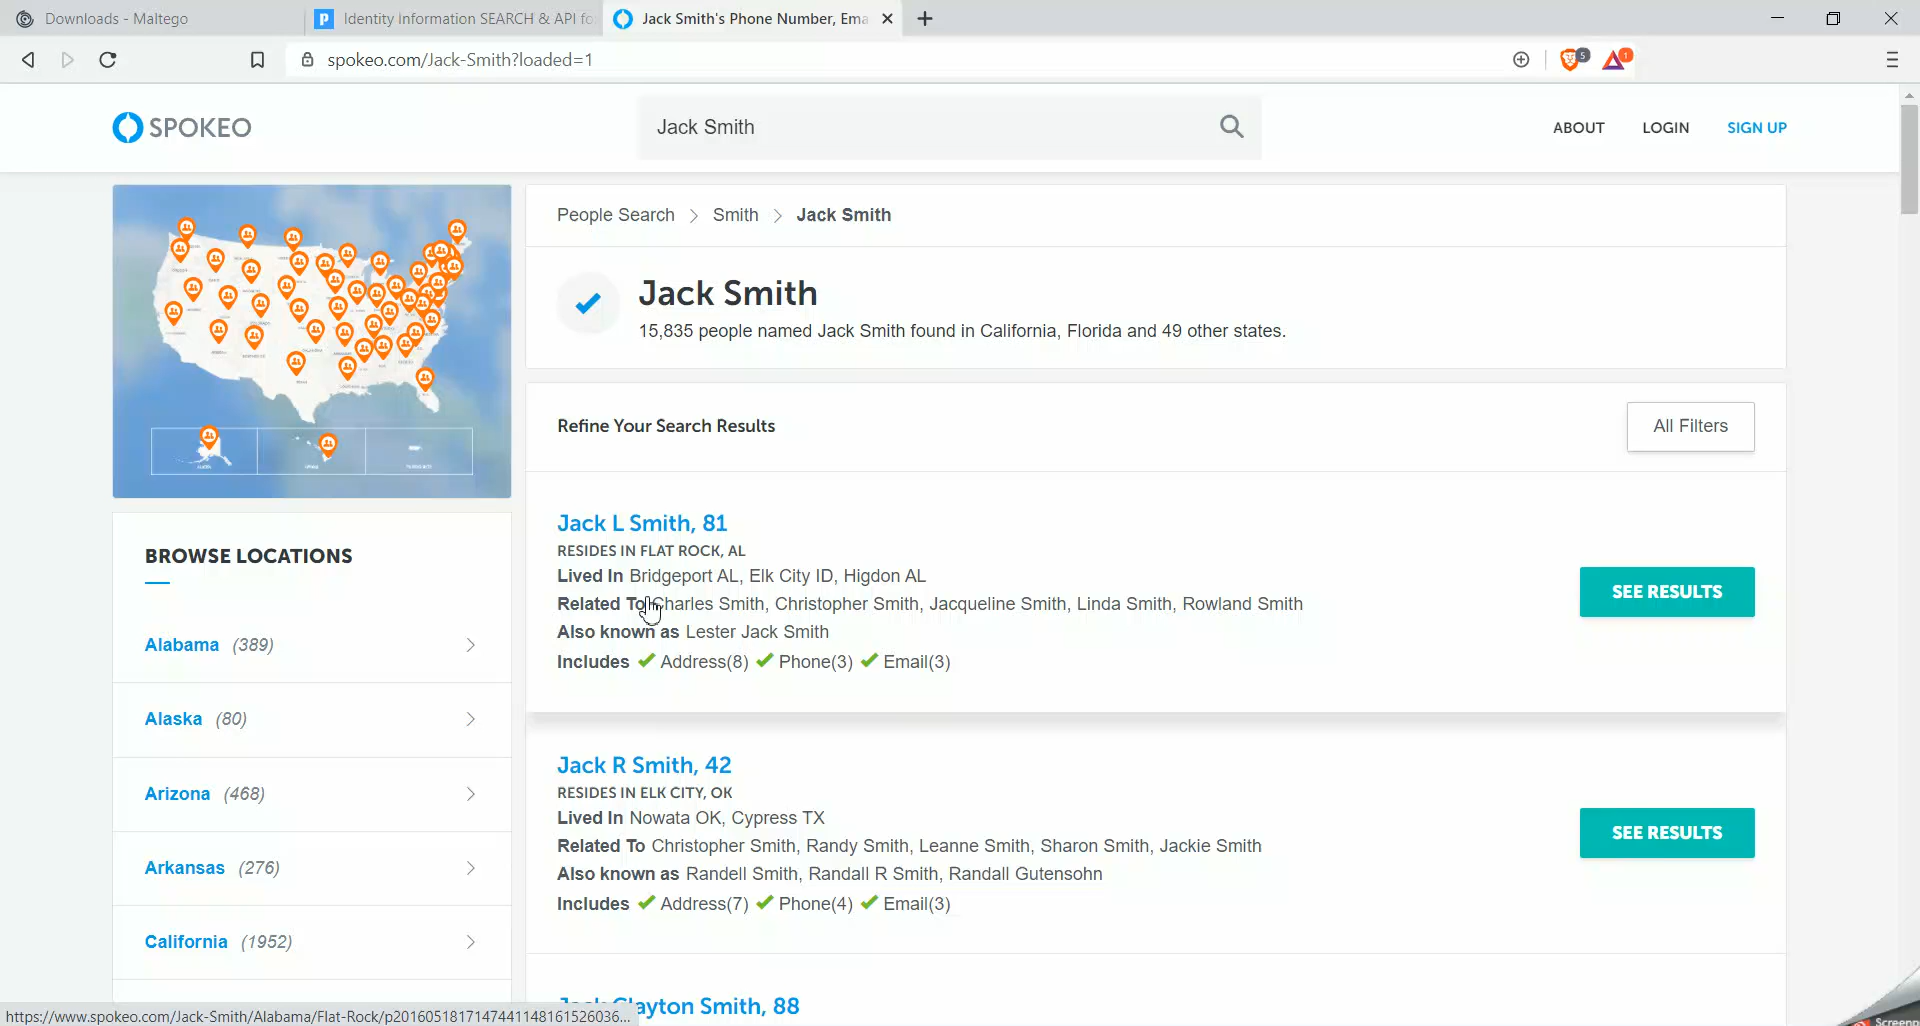 Downloads - Maltego
Identity Information SEARCH & API fo
Jack Smith's Phone Number, Ema
spokeo.com/Jack-Smith?loaded=1
5
1
SPOKEO
Jack Smith
ABOUT
LOGIN
SIGN UP
People Search > Smith > Jack Smith
Jack Smith
15,835 people named Jack Smith found in California, Florida and 49 other states.
Refine Your Search Results
All Filters
Jack L Smith, 81
RESIDES IN FLAT ROCK, AL
Lived In Bridgeport AL, Elk City ID, Higdon AL
Related To Charles Smith, Christopher Smith, Jacqueline Smith, Linda Smith, Rowland Smith
Also known as Lester Jack Smith
Includes Address(8) Phone(3) Email(3)
SEE RESULTS
BROWSE LOCATIONS
Alabama (389)
Alaska (80)
Arizona (468)
Arkansas (276)
California (1952)
Jack R Smith, 42
RESIDES IN ELK CITY, OK
Lived In Nowata OK, Cypress TX
Related To Christopher Smith, Randy Smith, Leanne Smith, Sharon Smith, Jackie Smith
Also known as Randell Smith, Randall R Smith, Randall Gutensohn
Includes Address(7) Phone(4) Email(3)
SEE RESULTS
Jack Clayton Smith, 88
https://www.spokeo.com/Jack-Smith/Alabama/Flat-Rock/p2016051817147441148161526036...